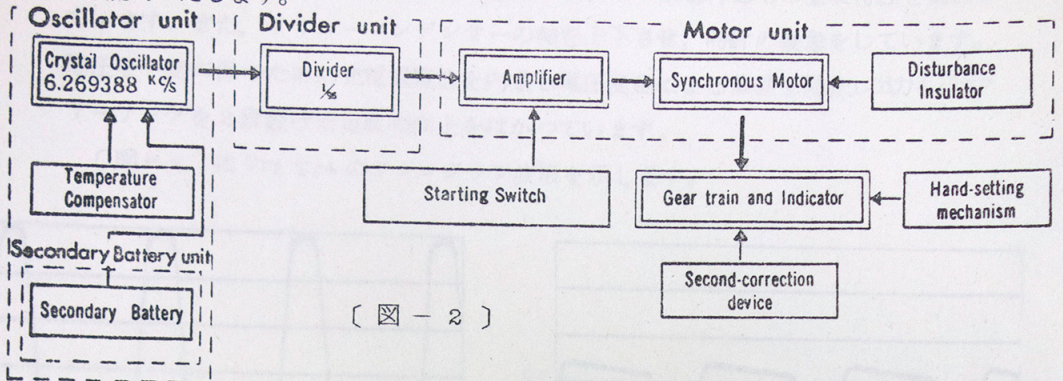 Oscillator unit
Divider unit
Motor unit
Crystal Oscillator
6.269388 KC/S
Divider
Amplifier
Synchronous Motor
Disturbance
Insulator
Temperature
Compensator
Starting Switch
Gear train and Indicator
Hand-setting
mechanism
Secondary Battery unit
Second-correction
device
Secondary Battery
〔 図 － 2 〕